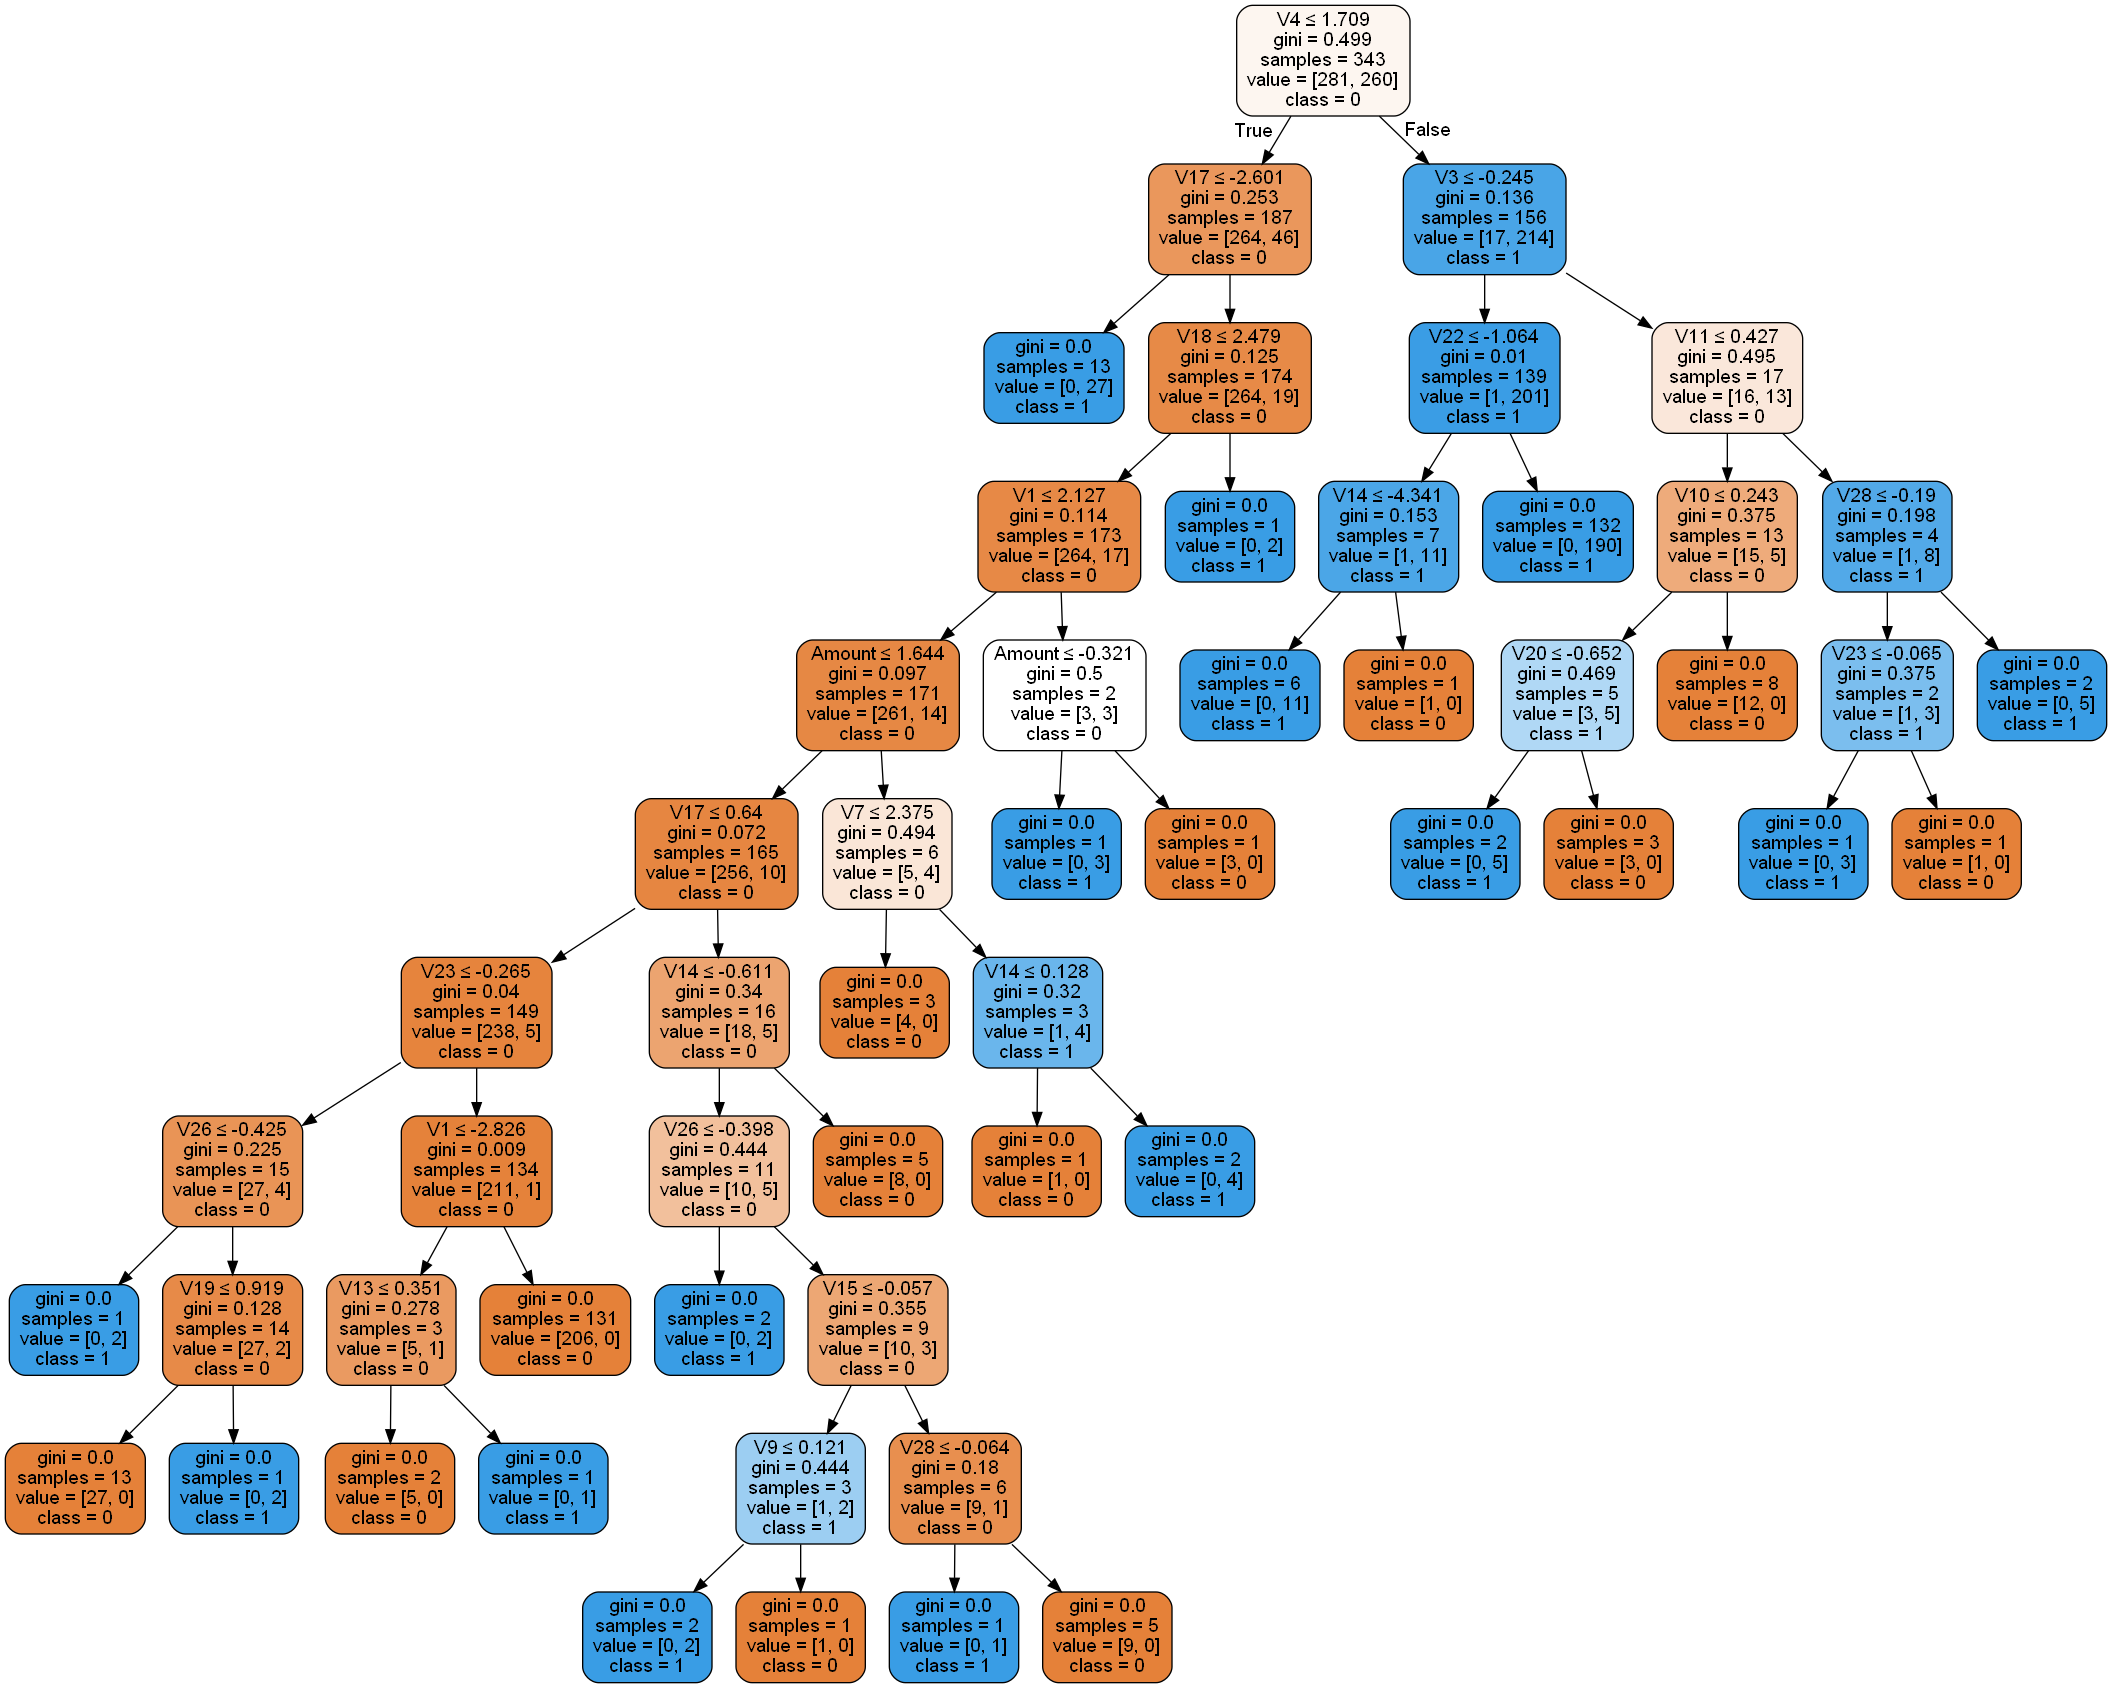 V4 ≤ 1.709
gini = 0.499
samples = 343
value = [281, 260]
class = 0
True
False
V17 ≤ -2.601
gini = 0.253
samples = 187
value = [264, 46]
class = 0
V3 ≤ -0.245
gini = 0.136
samples = 156
value = [17, 214]
class = 1
gini = 0.0
samples = 13
value = [0, 27]
class = 1
V18 ≤ 2.479
gini = 0.125
samples = 174
value = [264, 19]
class = 0
V22 ≤ -1.064
gini = 0.01
samples = 139
value = [1, 201]
class = 1
V11 ≤ 0.427
gini = 0.495
samples = 17
value = [16, 13]
class = 0
V1 ≤ 2.127
gini = 0.114
samples = 173
value = [264, 17]
class = 0
gini = 0.0
samples = 1
value = [0, 2]
class = 1
V14 ≤ -4.341
gini = 0.153
samples = 7
value = [1, 11]
class = 1
gini = 0.0
samples = 132
value = [0, 190]
class = 1
V10 ≤ 0.243
gini = 0.375
samples = 13
value = [15, 5]
class = 0
V28 ≤ -0.19
gini = 0.198
samples = 4
value = [1, 8]
class = 1
Amount ≤ 1.644
gini = 0.097
samples = 171
value = [261, 14]
class = 0
Amount ≤ -0.321
gini = 0.5
samples = 2
value = [3, 3]
class = 0
gini = 0.0
samples = 6
value = [0, 11]
class = 1
gini = 0.0
samples = 1
value = [1, 0]
class = 0
V20 ≤ -0.652
gini = 0.469
samples = 5
value = [3, 5]
class = 1
gini = 0.0
samples = 8
value = [12, 0]
class = 0
V23 ≤ -0.065
gini = 0.375
samples = 2
value = [1, 3]
class = 1
gini = 0.0
samples = 2
value = [0, 5]
class = 1
V17 ≤ 0.64
gini = 0.072
samples = 165
value = [256, 10]
class = 0
V7 ≤ 2.375
gini = 0.494
samples = 6
value = [5, 4]
class = 0
gini = 0.0
samples = 1
value = [0, 3]
class = 1
gini = 0.0
samples = 1
value = [3, 0]
class = 0
gini = 0.0
samples = 2
value = [0, 5]
class = 1
gini = 0.0
samples = 3
value = [3, 0]
class = 0
gini = 0.0
samples = 1
value = [0, 3]
class = 1
gini = 0.0
samples = 1
value = [1, 0]
class = 0
V23 ≤ -0.265
gini = 0.04
samples = 149
value = [238, 5]
class = 0
V14 ≤ -0.611
gini = 0.34
samples = 16
value = [18, 5]
class = 0
gini = 0.0
samples = 3
value = [4, 0]
class = 0
V14 ≤ 0.128
gini = 0.32
samples = 3
value = [1, 4]
class = 1
V26 ≤ -0.425
gini = 0.225
samples = 15
value = [27, 4]
class = 0
V1 ≤ -2.826
gini = 0.009
samples = 134
value = [211, 1]
class = 0
V26 ≤ -0.398
gini = 0.444
samples = 11
value = [10, 5]
class = 0
gini = 0.0
samples = 5
value = [8, 0]
class = 0
gini = 0.0
samples = 1
value = [1, 0]
class = 0
gini = 0.0
samples = 2
value = [0, 4]
class = 1
gini = 0.0
samples = 1
value = [0, 2]
class = 1
V19 ≤ 0.919
gini = 0.128
samples = 14
value = [27, 2]
class = 0
V13 ≤ 0.351
gini = 0.278
samples = 3
value = [5, 1]
class = 0
gini = 0.0
samples = 131
value = [206, 0]
class = 0
gini = 0.0
samples = 2
value = [0, 2]
class = 1
V15 ≤ -0.057
gini = 0.355
samples = 9
value = [10, 3]
class = 0
gini = 0.0
samples = 13
value = [27, 0]
class = 0
gini = 0.0
samples = 1
value = [0, 2]
class = 1
gini = 0.0
samples = 2
value = [5, 0]
class = 0
gini = 0.0
samples = 1
value = [0, 1]
class = 1
V9 ≤ 0.121
gini = 0.444
samples = 3
value = [1, 2]
class = 1
V28 ≤ -0.064
gini = 0.18
samples = 6
value = [9, 1]
class = 0
gini = 0.0
samples = 2
value = [0, 2]
class = 1
gini = 0.0
samples = 1
value = [1, 0]
class = 0
gini = 0.0
samples = 1
value = [0, 1]
class = 1
gini = 0.0
samples = 5
value = [9, 0]
class = 0